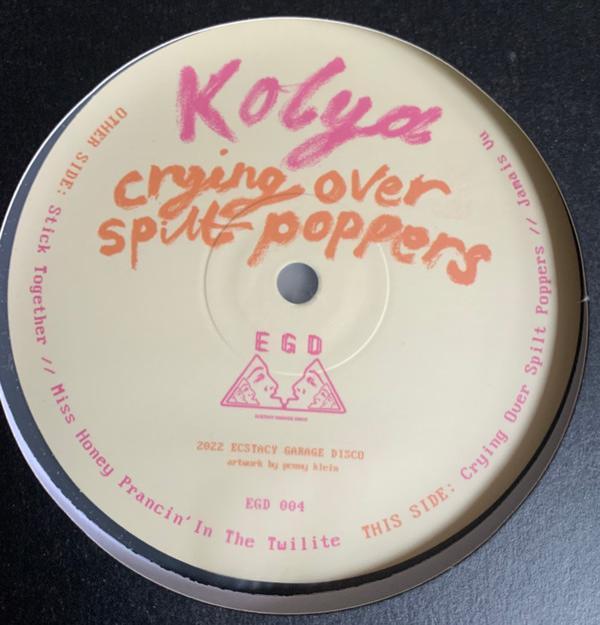 Kolya
crying over
spilt poppers
OTHER SIDE: Stick Together // Miss Honey Prancin' In The Twilite
THIS SIDE: Crying Over Spilt Poppers // Jamais Vu
EGD
ECSTACY GARAGE DISCO
2022 ECSTACY GARAGE DISCO
artwork by penny klein
EGD 004